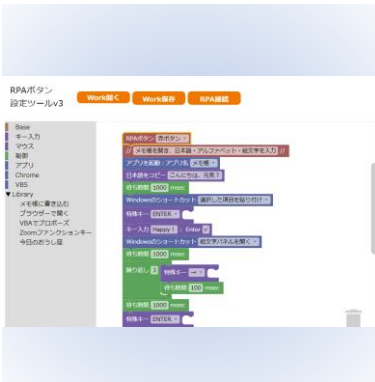 RPAボタン
設定ツールv3
Work開く
Work保存
RPA接続
Base
キー入力
マウス
制御
アプリ
Chrome
VBS
▼Library
メモ帳に書き込む
ブラウザーで開く
VBAでプロポーズ
Zoomファンクションキー
今日のおうし座
RPAボタン 赤ボタン
// メモ帳を開き、日本語・アルファベット・絵文字を入力 //
アプリを起動:アプリ名 メモ帳
日本語をコピー こんにちは、元気?
待ち時間 1000 msec
Windowsのショートカット 選択した項目を貼り付け
特殊キー ENTER
キー入力 Happy! : Enter
Windowsのショートカット 絵文字パネルを開く
待ち時間 1000 msec
繰り返し 3 特殊キー →
待ち時間 100 msec
待ち時間 1000 msec
特殊キー ENTER